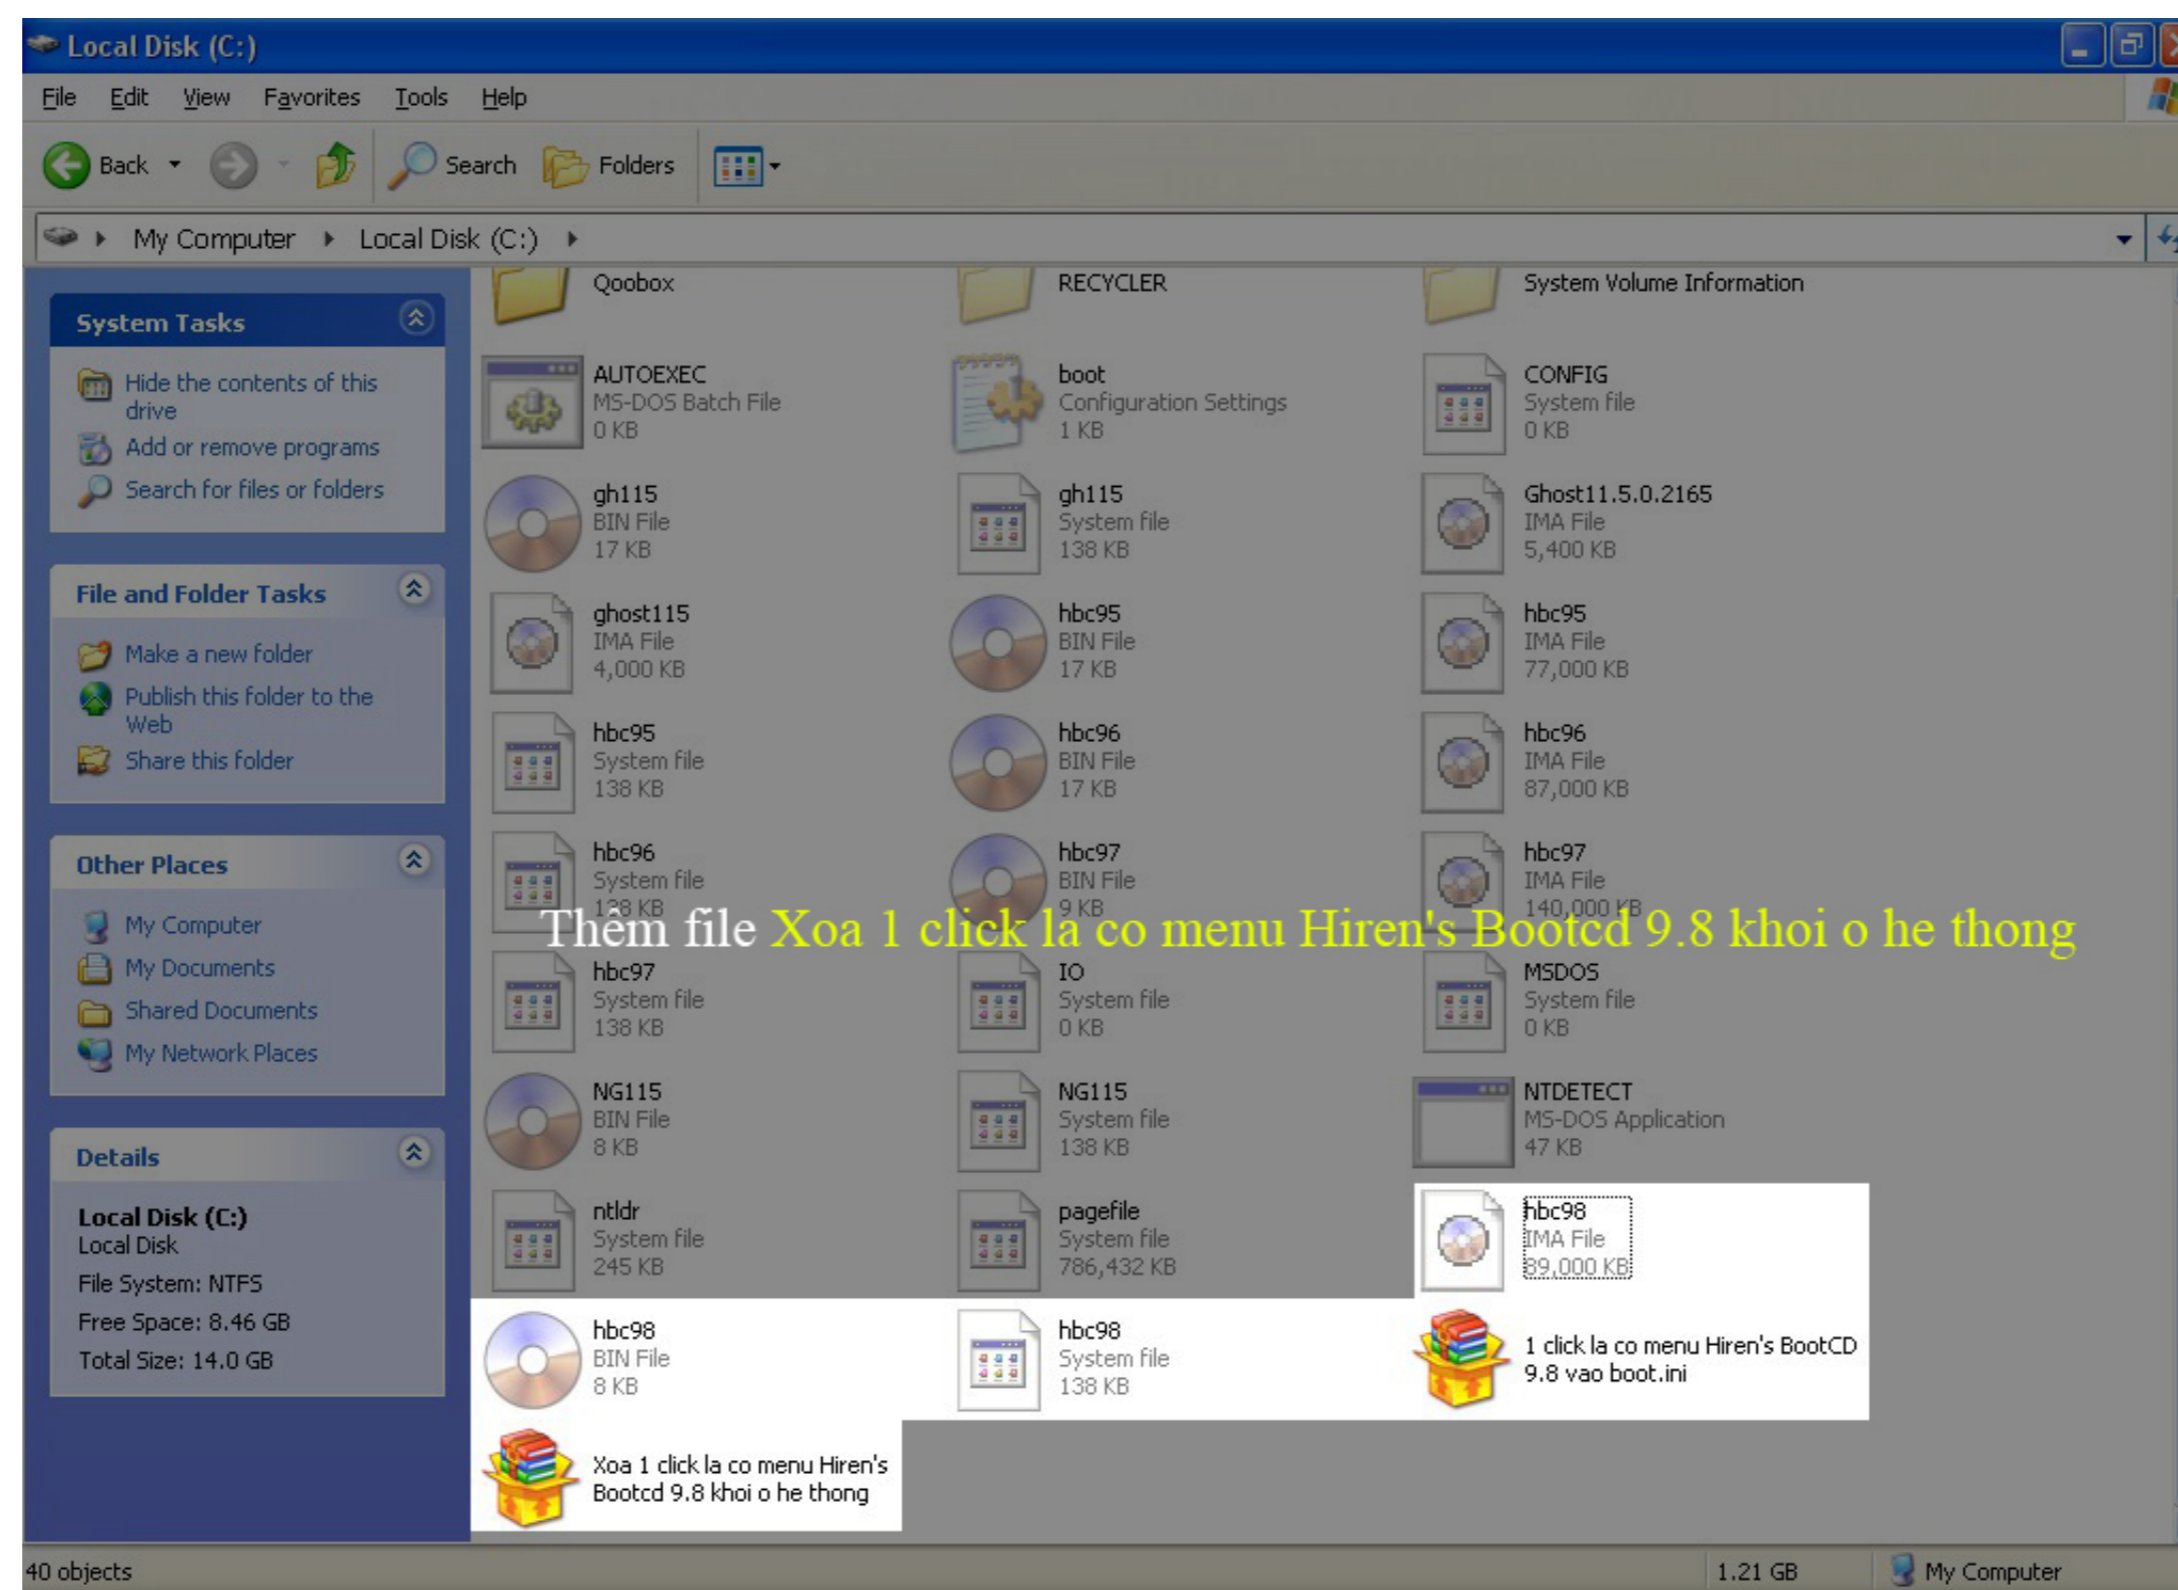 Local Disk (C:)
File Edit View Favorites Tools Help
Back Search Folders
My Computer Local Disk (C:)
System Tasks
Hide the contents of this
drive
Add or remove programs
Search for files or folders
File and Folder Tasks
Make a new folder
Publish this folder to the
Web
Share this folder
Other Places
My Computer
My Documents
Shared Documents
My Network Places
Details
Local Disk (C:)
Local Disk
File System: NTFS
Free Space: 8.46 GB
Total Size: 14.0 GB
Qoobox
RECYCLER
System Volume Information
AUTOEXEC
MS-DOS Batch File
0 KB
boot
Configuration Settings
1 KB
CONFIG
System file
0 KB
gh115
BIN File
17 KB
gh115
System file
138 KB
Ghost11.5.0.2165
IMA File
5,400 KB
ghost115
IMA File
4,000 KB
hbc95
BIN File
17 KB
hbc95
IMA File
77,000 KB
hbc95
System file
138 KB
hbc96
BIN File
17 KB
hbc96
IMA File
87,000 KB
hbc96
System file
138 KB
hbc97
BIN File
9 KB
hbc97
IMA File
140,000 KB
Thêm file Xoa 1 click la co menu Hiren's Bootcd 9.8 khoi o he thong
hbc97
System file
138 KB
IO
System file
0 KB
MSDOS
System file
0 KB
NG115
BIN File
8 KB
NG115
System file
138 KB
NTDETECT
MS-DOS Application
47 KB
ntldr
System file
245 KB
pagefile
System file
786,432 KB
hbc98
IMA File
89,000 KB
hbc98
BIN File
8 KB
hbc98
System file
138 KB
1 click la co menu Hiren's BootCD
9.8 vao boot.ini
Xoa 1 click la co menu Hiren's
Bootcd 9.8 khoi o he thong
40 objects
1.21 GB
My Computer